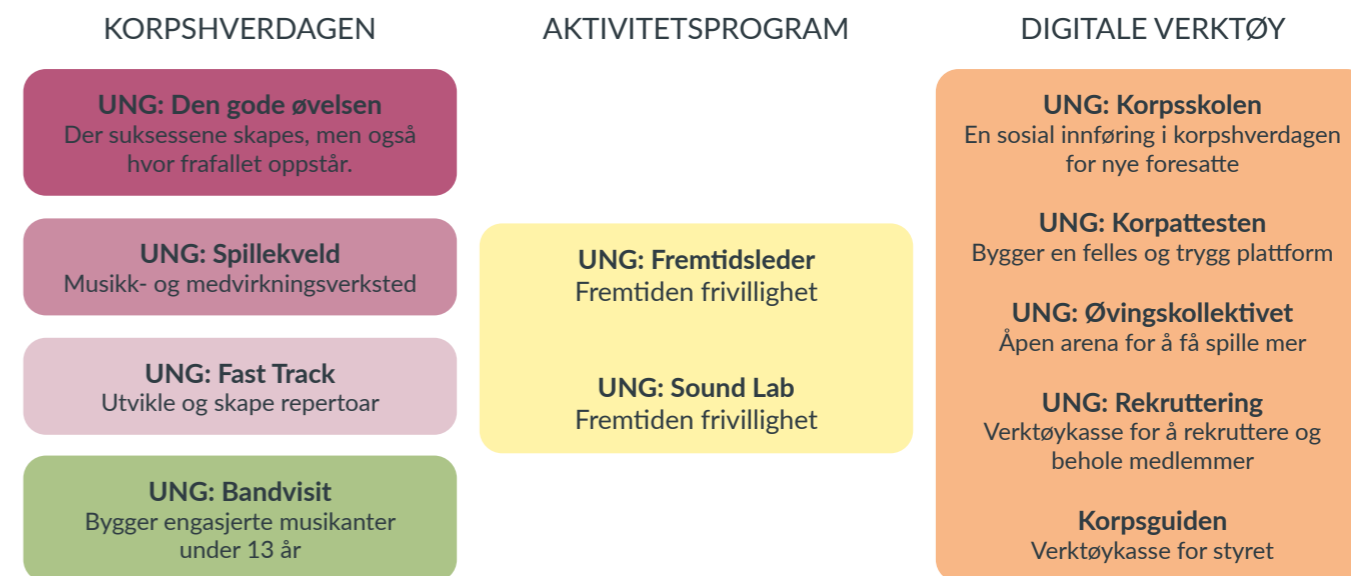 KORPSHVERDAGEN
UNG: Den gode øvelsen
Der suksessene skapes, men også
hvor frafallet oppstår.
UNG: Spillekveld
Musikk- og medvirkningsverksted
UNG: Fast Track
Utvikle og skape repertoar
UNG: Bandvisit
Bygger engasjerte musikanter
under 13 år
AKTIVITETSPROGRAM
UNG: Fremtidsleder
Fremtiden frivillighet
UNG: Sound Lab
Fremtiden frivillighet
DIGITALE VERKTØY
UNG: Korpsskolen
En sosial innføring i korpshverdagen
for nye foresatte
UNG: Korpattesten
Bygger en felles og trygg plattform
UNG: Øvingskollektivet
Åpen arena for å få spille mer
UNG: Rekruttering
Verktøykasse for å rekruttere og
behole medlemmer
Korpsguiden
Verktøykasse for styret